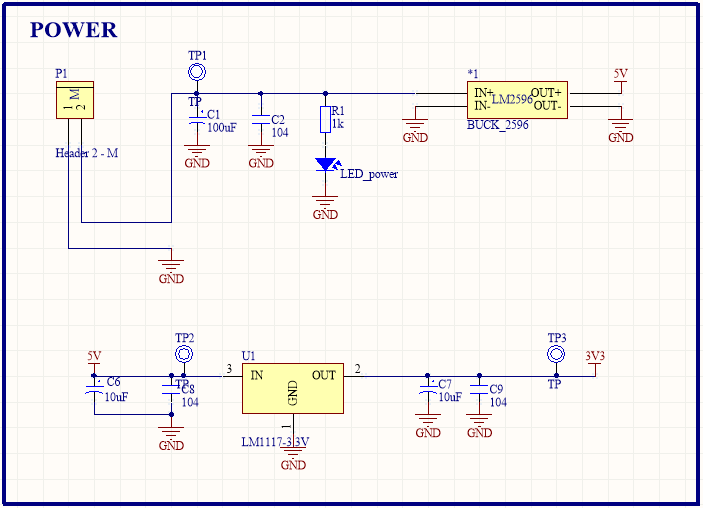 POWER
TP1
P1
*1
5V
M
1 2
TP
IN+ OUT+
LM2596
IN- OUT-
C1
100uF
C2
104
R1
1k
BUCK_2596
GND
GND
GND
GND
Header 2 - M
LED_power
GND
GND
TP2
TP3
5V
U1
3V3
3
IN OUT
2
GND
C6
10uF
TP
C8
104
C7
10uF
C9
104
TP
1
LM1117-3.3V
GND
GND
GND
GND